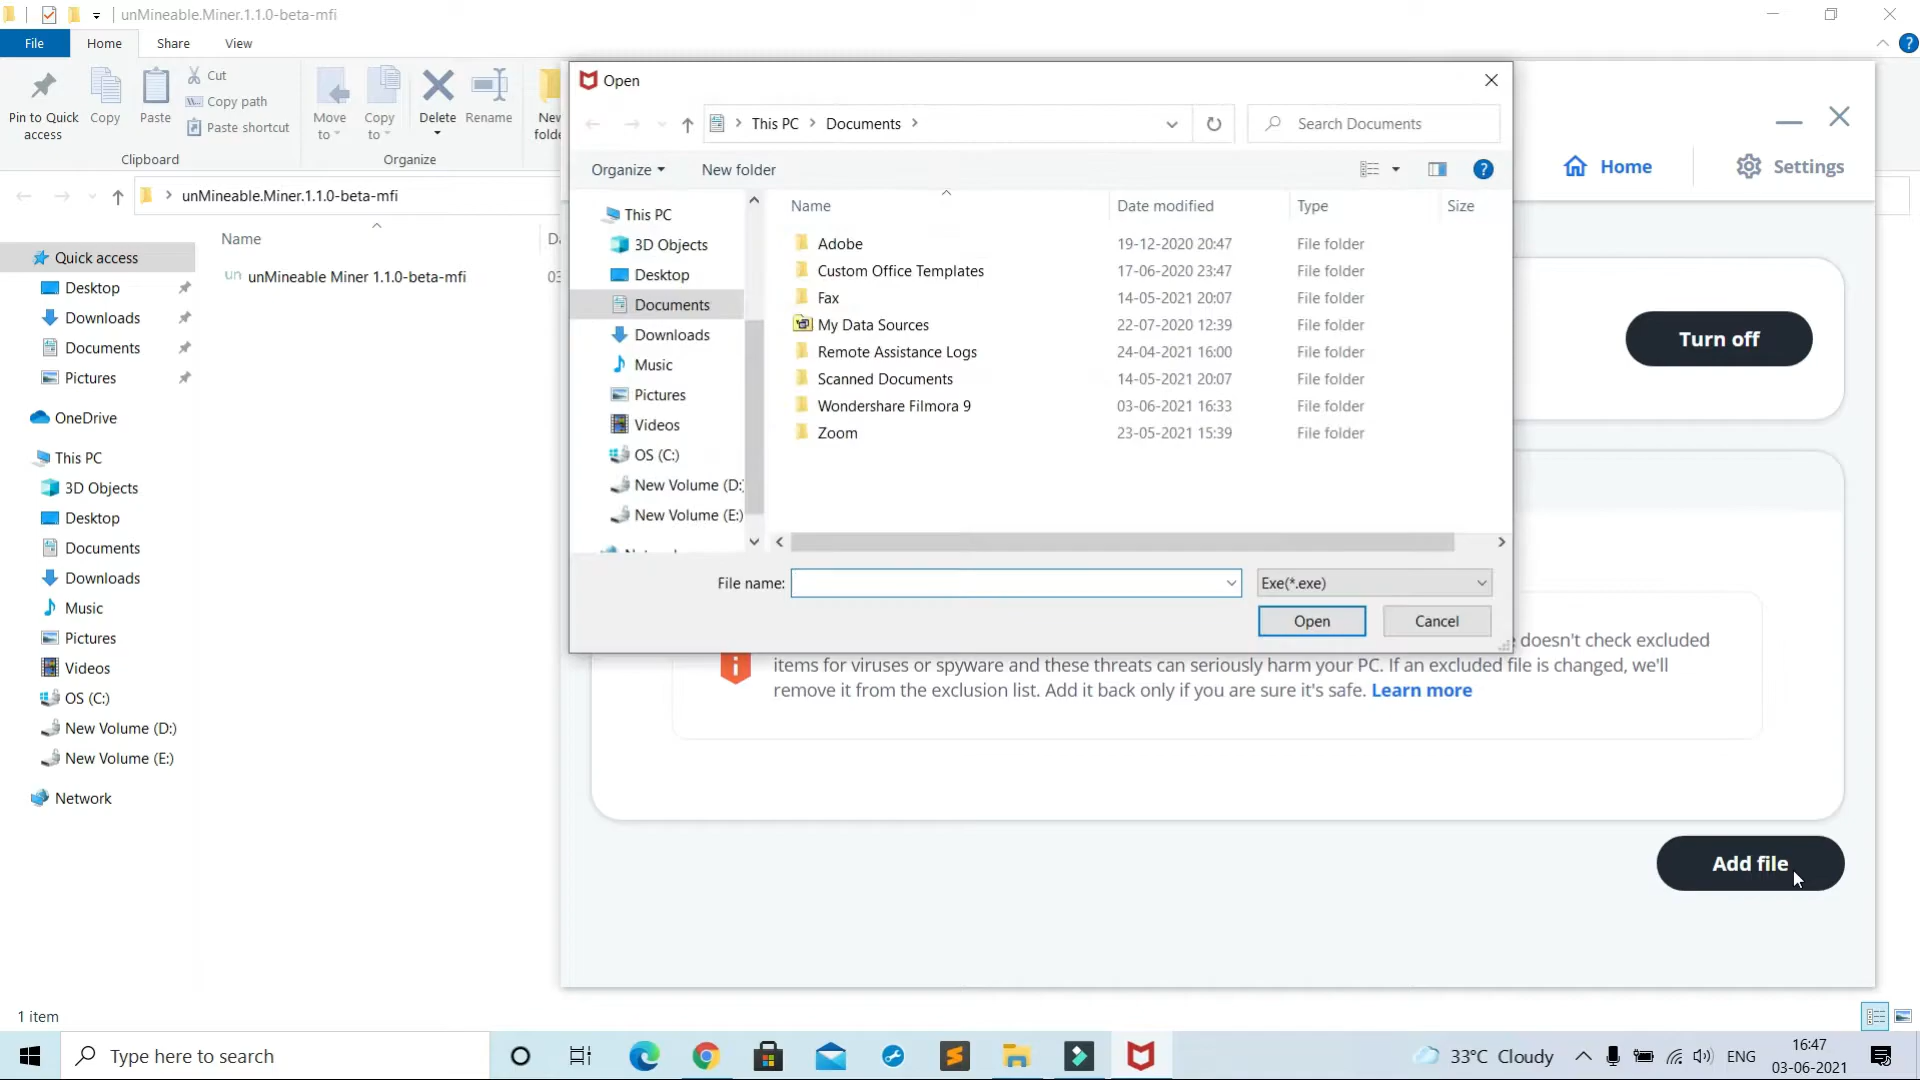 unMineable.Miner.1.1.0-beta-mfi
File
Home
Share
View
Pin to Quick
access
Copy
Paste
Cut
Copy path
Paste shortcut
Clipboard
Move
to
Copy
to
Delete
Rename
Organize
New
folde
unMineable.Miner.1.1.0-beta-mfi
Name
un unMineable Miner 1.1.0-beta-mfi
03
Quick access
Desktop
Downloads
Documents
Pictures
OneDrive
This PC
3D Objects
Desktop
Documents
Downloads
Music
Pictures
Videos
OS (C:)
New Volume (D:)
New Volume (E:)
Network
1 item
Open
This PC > Documents >
Search Documents
Organize
New folder
This PC
3D Objects
Desktop
Documents
Downloads
Music
Pictures
Videos
OS (C:)
New Volume (D:
New Volume (E:)
Name Date modified Type Size
Adobe 19-12-2020 20:47 File folder
Custom Office Templates 17-06-2020 23:47 File folder
Fax 14-05-2021 20:07 File folder
My Data Sources 22-07-2020 12:39 File folder
Remote Assistance Logs 24-04-2021 16:00 File folder
Scanned Documents 14-05-2021 20:07 File folder
Wondershare Filmora 9 03-06-2021 16:33 File folder
Zoom 23-05-2021 15:39 File folder
File name:
Exe(*.exe)
Open
Cancel
Home
Settings
Turn off
doesn't check excluded
items for viruses or spyware and these threats can seriously harm your PC. If an excluded file is changed, we'll
remove it from the exclusion list. Add it back only if you are sure it's safe. Learn more
Add file
Type here to search
33°C Cloudy
ENG
16:47
03-06-2021